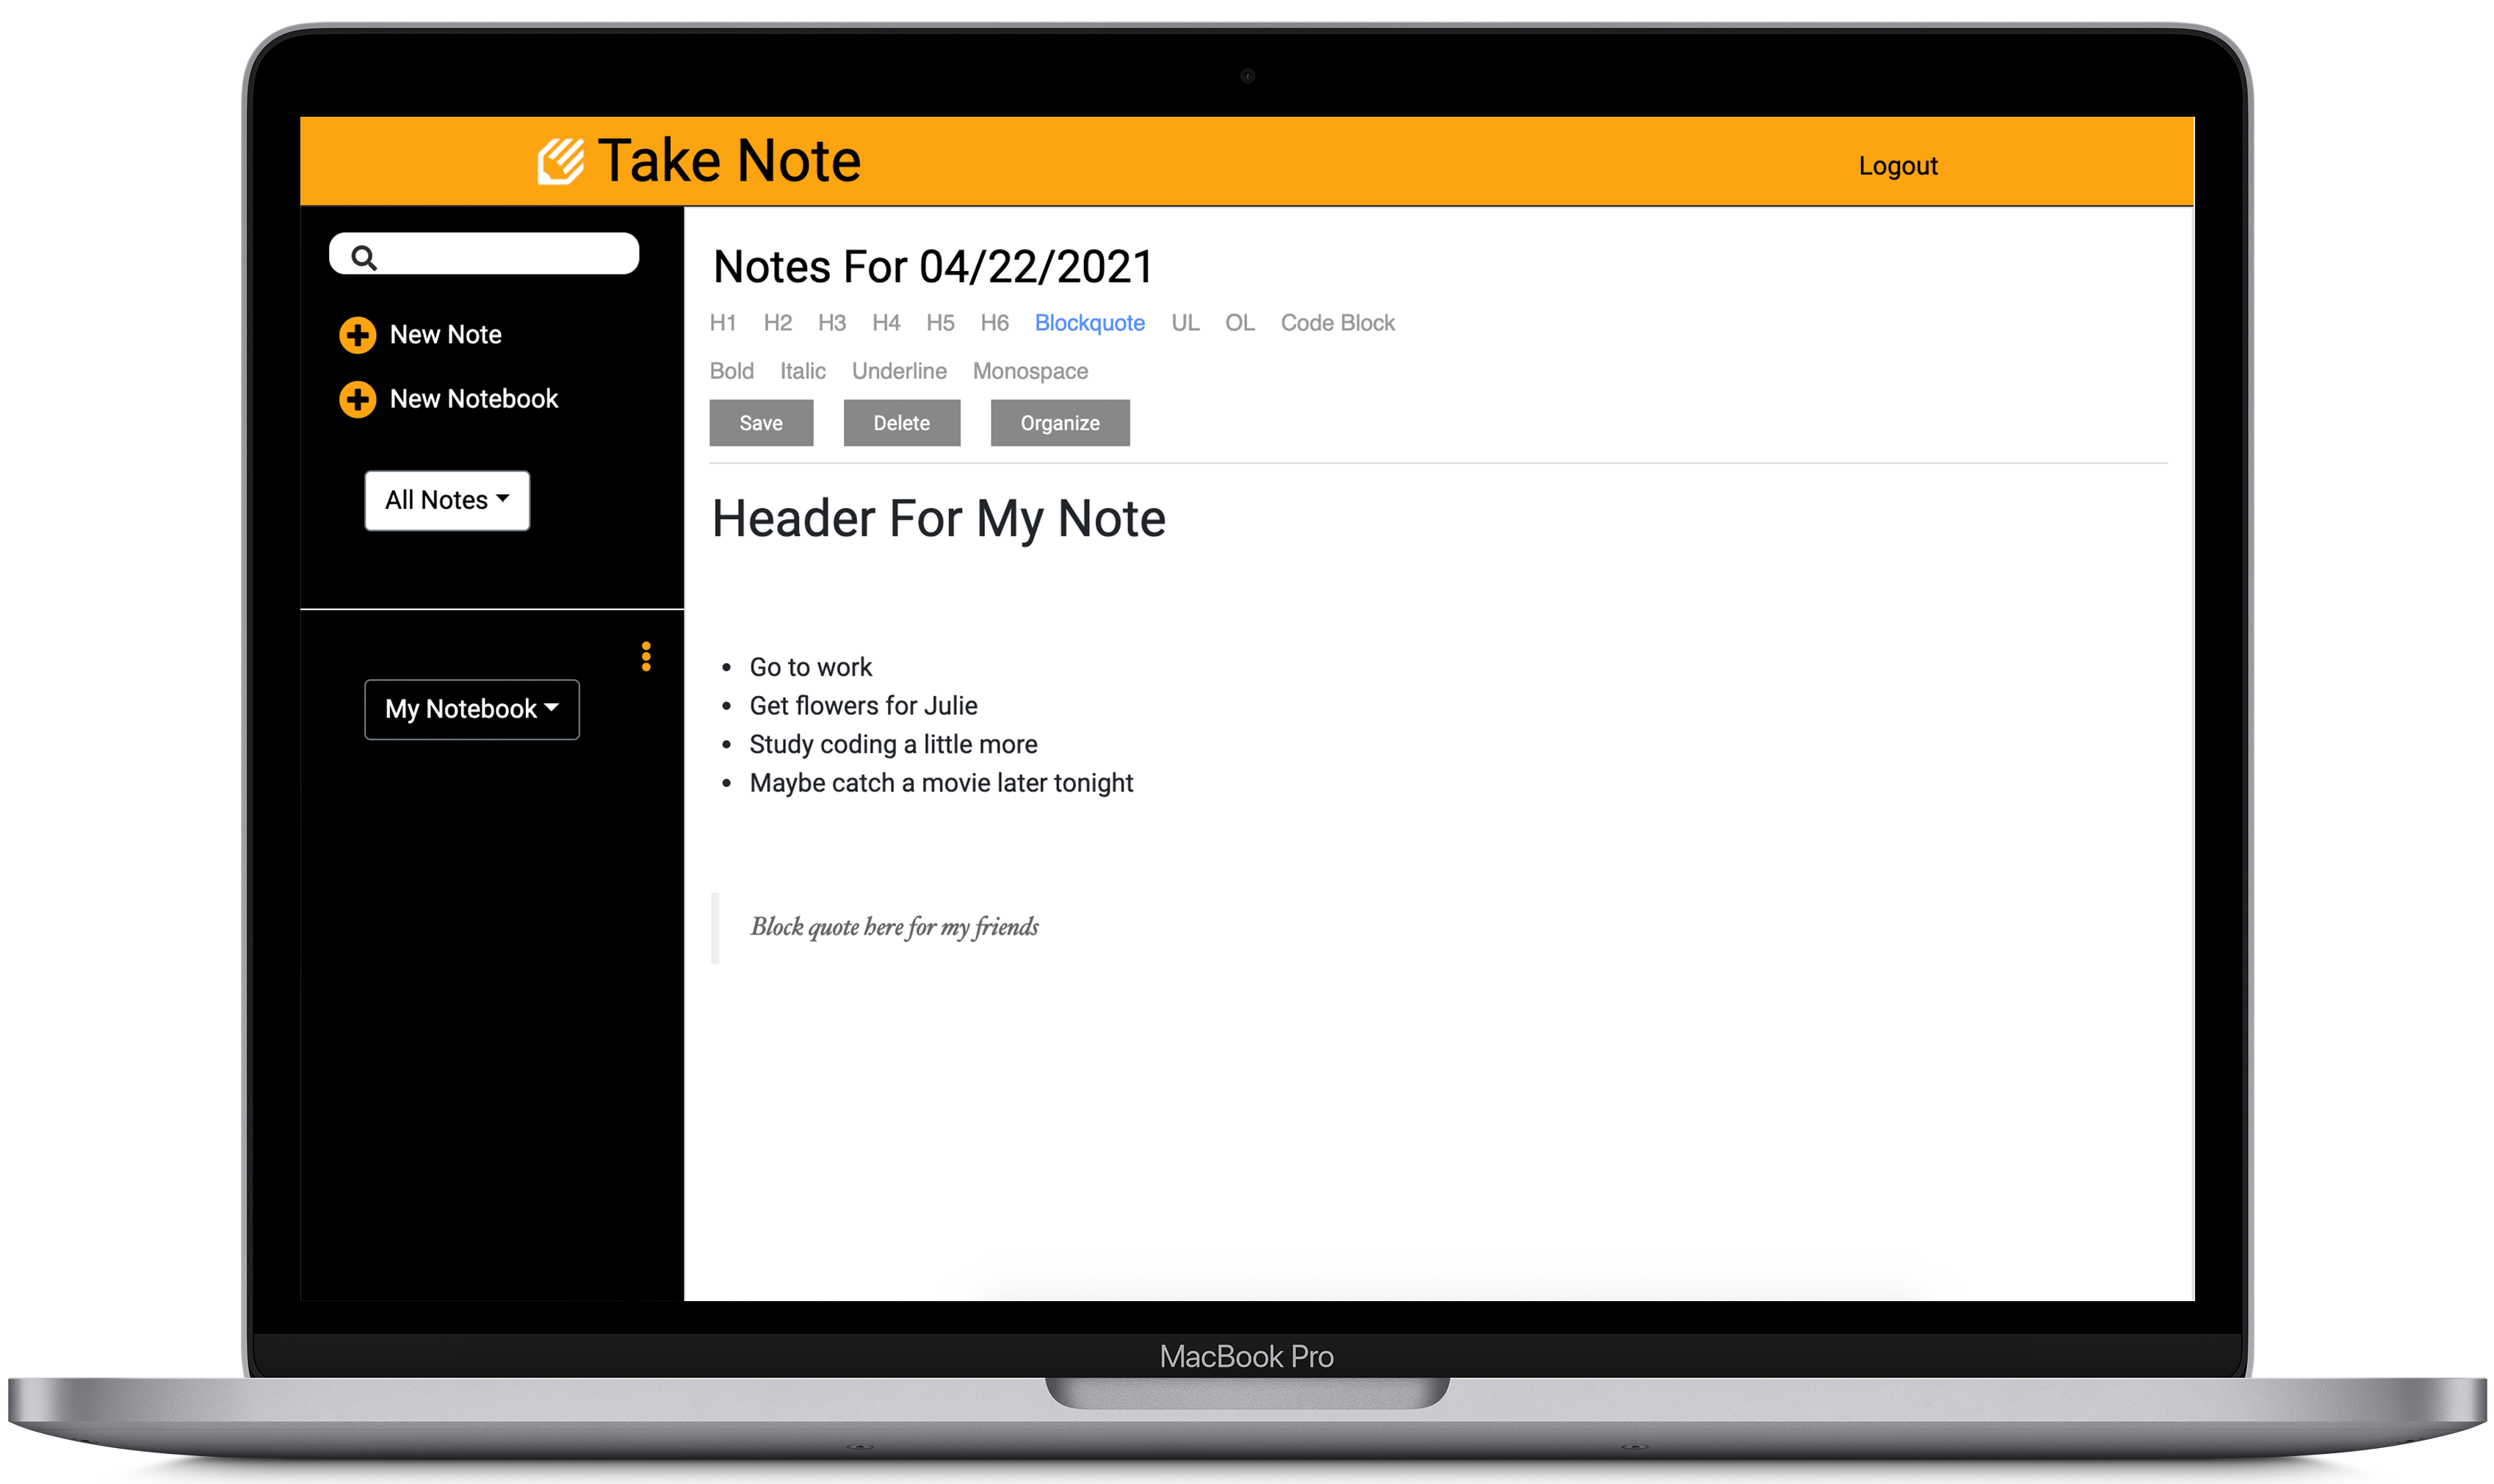 Take Note
Logout
New Note
New Notebook
All Notes
My Notebook
Notes For 04/22/2021
H1 H2 H3 H4 H5 H6 Blockquote UL OL Code Block
Bold Italic Underline Monospace
Save Delete Organize
Header For My Note
• Go to work
• Get flowers for Julie
• Study coding a little more
• Maybe catch a movie later tonight
Block quote here for my friends
MacBook Pro